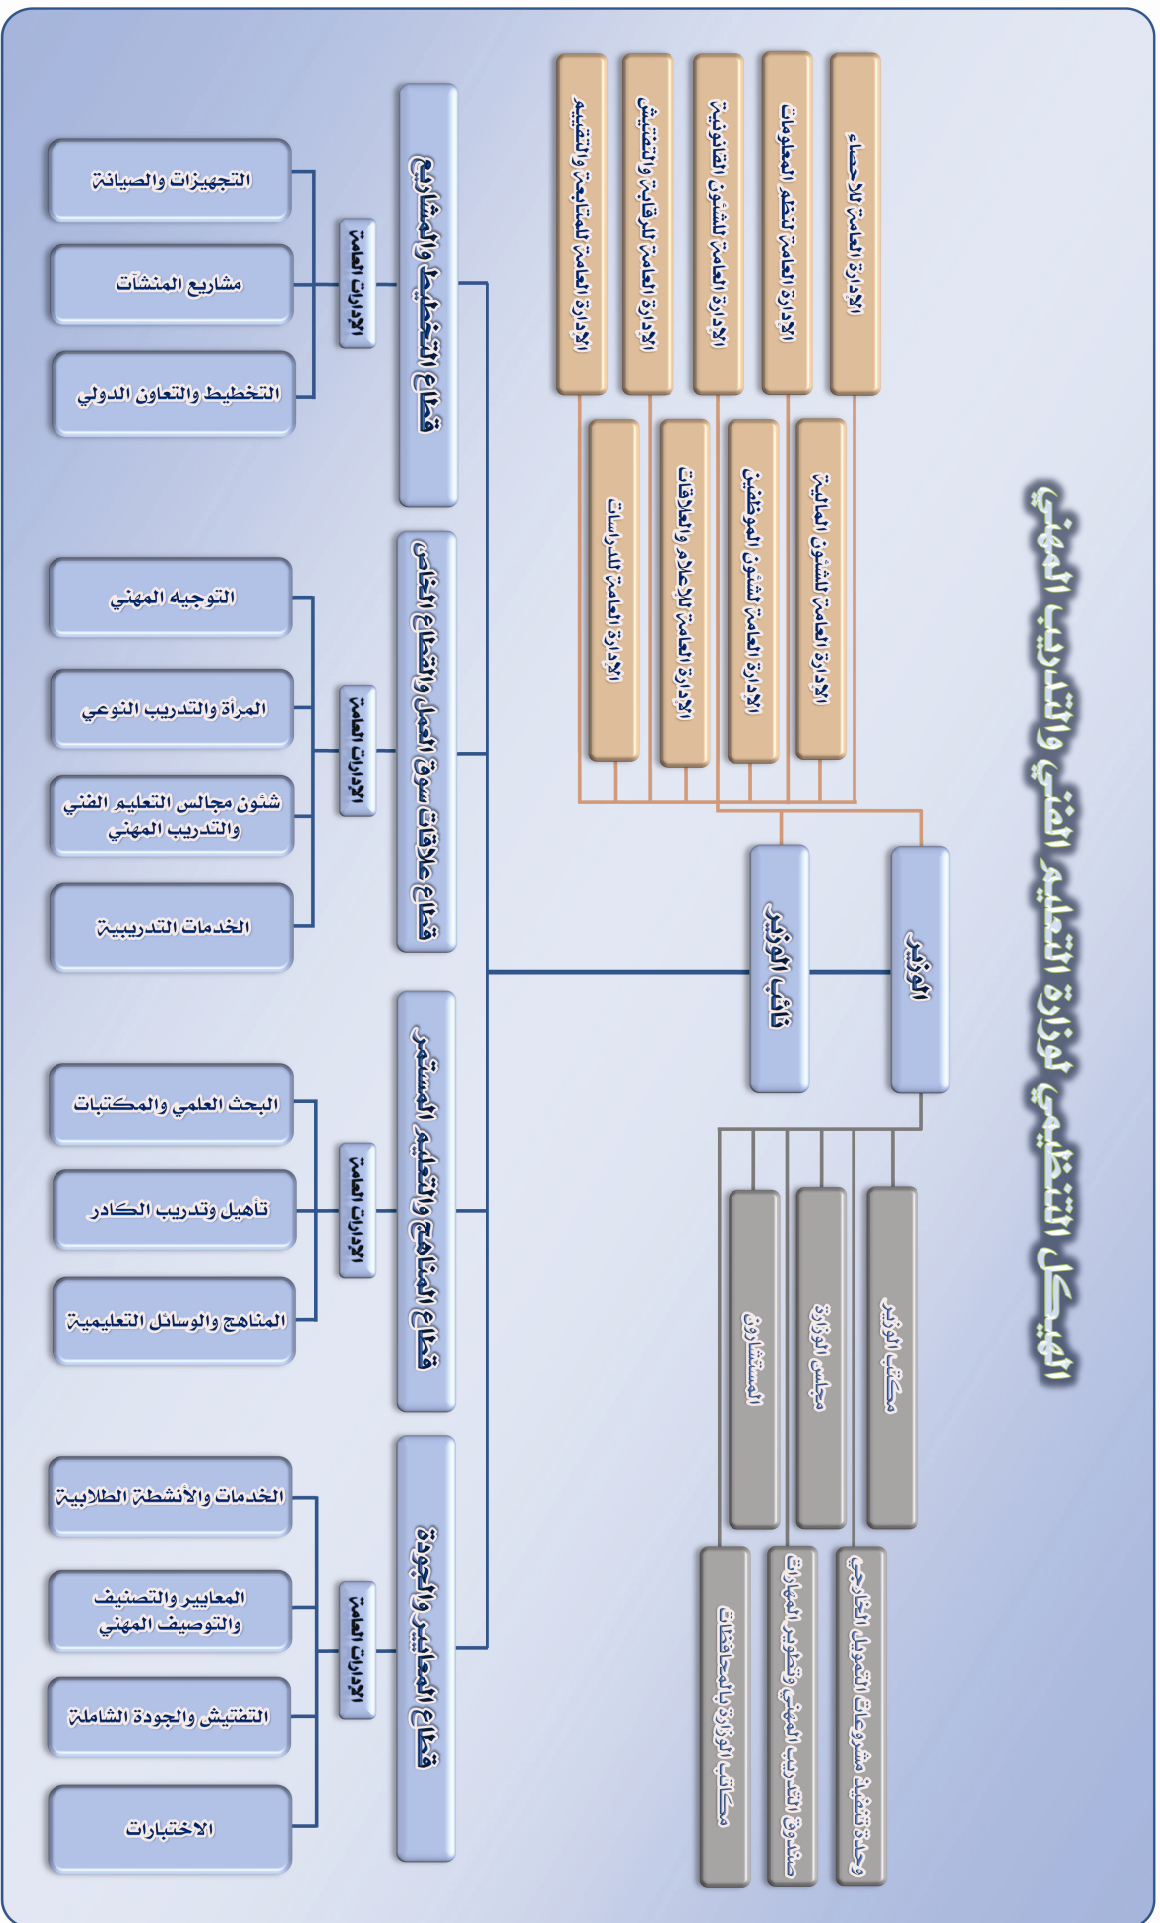 الهيكل التنظيمي لوزارة التعليم الفني والتدريب المهني
الوزير
نائب الوزير
مكتب الوزير
مجلس الوزارة
المستشارون
وحدة تنفيذ مشروعات التمويل الخارجي
صندوق التدريب المهني وتطوير المهارات
مكاتب الوزارة بالمحافظات
الإدارة العامة للاحصاء
الإدارة العامة لنظم المعلومات
الإدارة العامة للشئون القانونية
الإدارة العامة للرقابة والتفتيش
الإدارة العامة للمتابعة والتقييم
الإدارة العامة للشئون المالية
الإدارة العامة لشئون الموظفين
الإدارة العامة للإعلام والعلاقات
الإدارة العامة للدراسات
قطاع المعايير والجودة
الإدارات العامة
الخدمات والأنشطة الطلابية
المعايير والتصنيف
والتوصيف المهني
التفتيش والجودة الشاملة
الاختبارات
قطاع المناهج والتعليم المستمر
الإدارات العامة
البحث العلمي والمكتبات
تأهيل وتدريب الكادر
المناهج والوسائل التعليمية
قطاع علاقات سوق العمل والقطاع الخاص
الإدارات العامة
التوجيه المهني
المرأة والتدريب النوعي
شئون مجالس التعليم الفني
والتدريب المهني
الخدمات التدريبية
قطاع التخطيط والمشاريع
الإدارات العامة
التجهيزات والصيانة
مشاريع المنشآت
التخطيط والتعاون الدولي